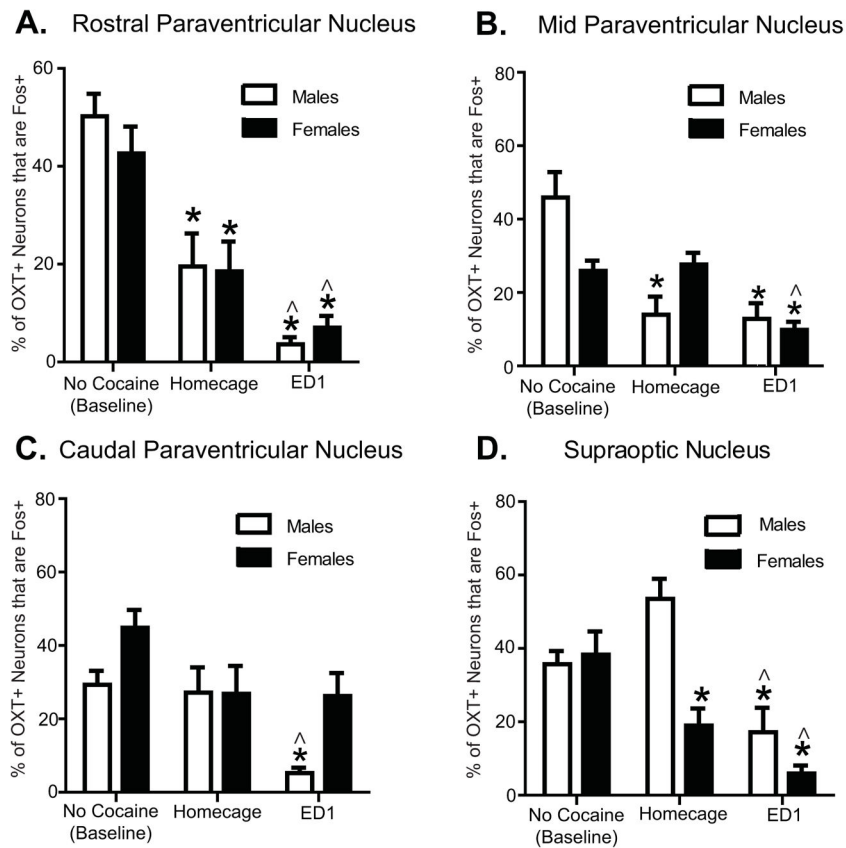 A. Rostral Paraventricular Nucleus
% of OXT+ Neurons that are Fos+
60
40
20
0
Males
Females
*
*
^
*
^
*
No Cocaine
(Baseline)
Homecage
ED1
B. Mid Paraventricular Nucleus
% of OXT+ Neurons that are Fos+
80
60
40
20
0
Males
Females
*
*
^
*
No Cocaine
(Baseline)
Homecage
ED1
C. Caudal Paraventricular Nucleus
% of OXT+ Neurons that are Fos+
80
60
40
20
0
Males
Females
^
*
No Cocaine
(Baseline)
Homecage
ED1
D. Supraoptic Nucleus
% of OXT+ Neurons that are Fos+
80
60
40
20
0
Males
Females
*
^
*
^
*
No Cocaine
(Baseline)
Homecage
ED1